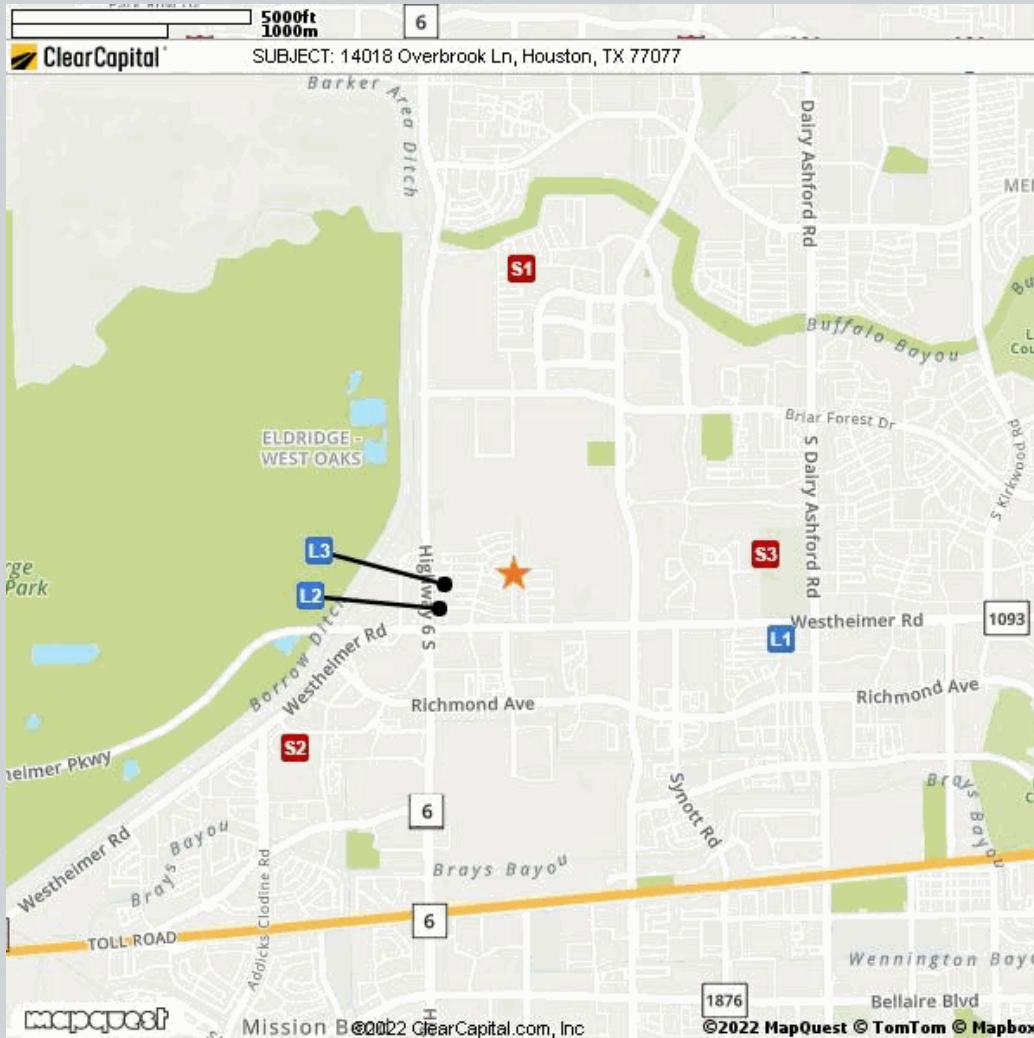 5000ft
1000m
6
ClearCapital
SUBJECT: 14018 Overbrook Ln, Houston, TX 77077
Barker Area Ditch
Dairy Ashford Rd
S1
Buffalo Bayou
Briar Forest Dr
ELDRIDGE -
WEST OAKS
S Dairy Ashford Rd
S Kirkwood Rd
L3
L2
S3
Highway 6 S
Park
Borrow Ditch
Westheimer Rd
Westheimer Rd
1093
L1
Richmond Ave
Richmond Ave
S2
heimer Pkwy
Synott Rd
6
Brays Bayou
Westheimer Rd
Brays Bayou
Brays Bayou
Addicks Clodine Rd
6
TOLL ROAD
Wennington Bayo
1876
Bellaire Blvd
mapquest
Mission B
©2022 ClearCapital.com, Inc
©2022 MapQuest © TomTom © Mapbox